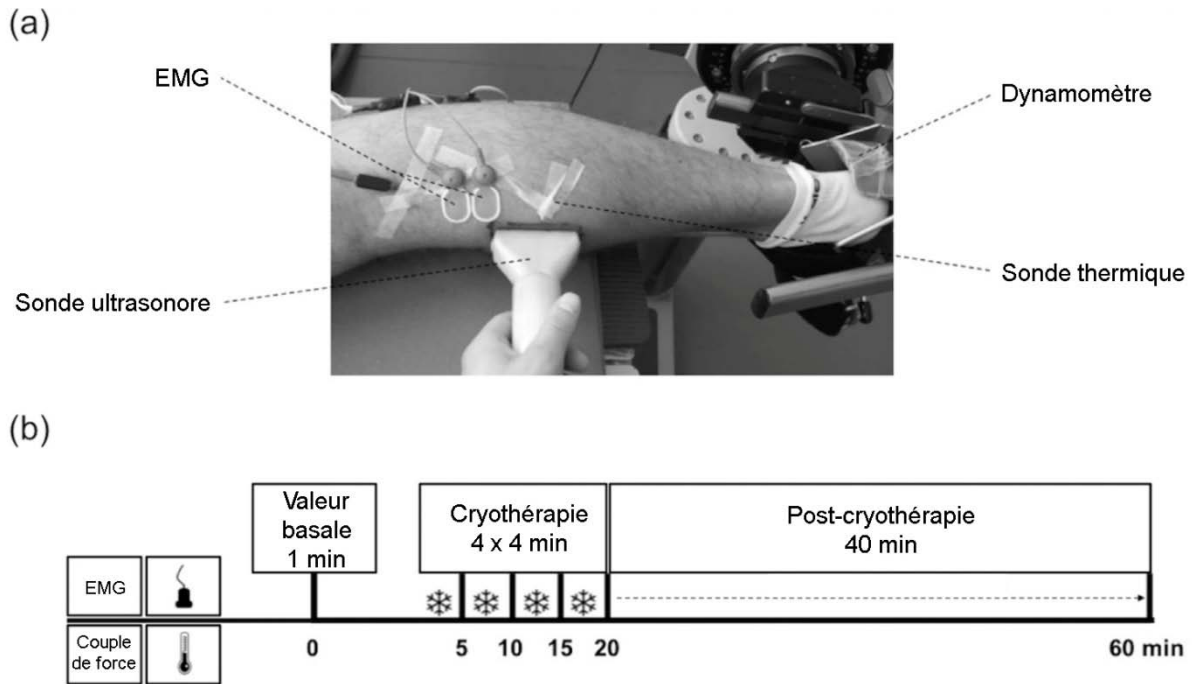 (a)
EMG
Dynamomètre
Sonde ultrasonore
Sonde thermique
(b)
Valeur
basale
1 min
Cryothérapie
4 x 4 min
Post-cryothérapie
40 min
EMG
Couple
de force
0
5
10
15
20
60 min